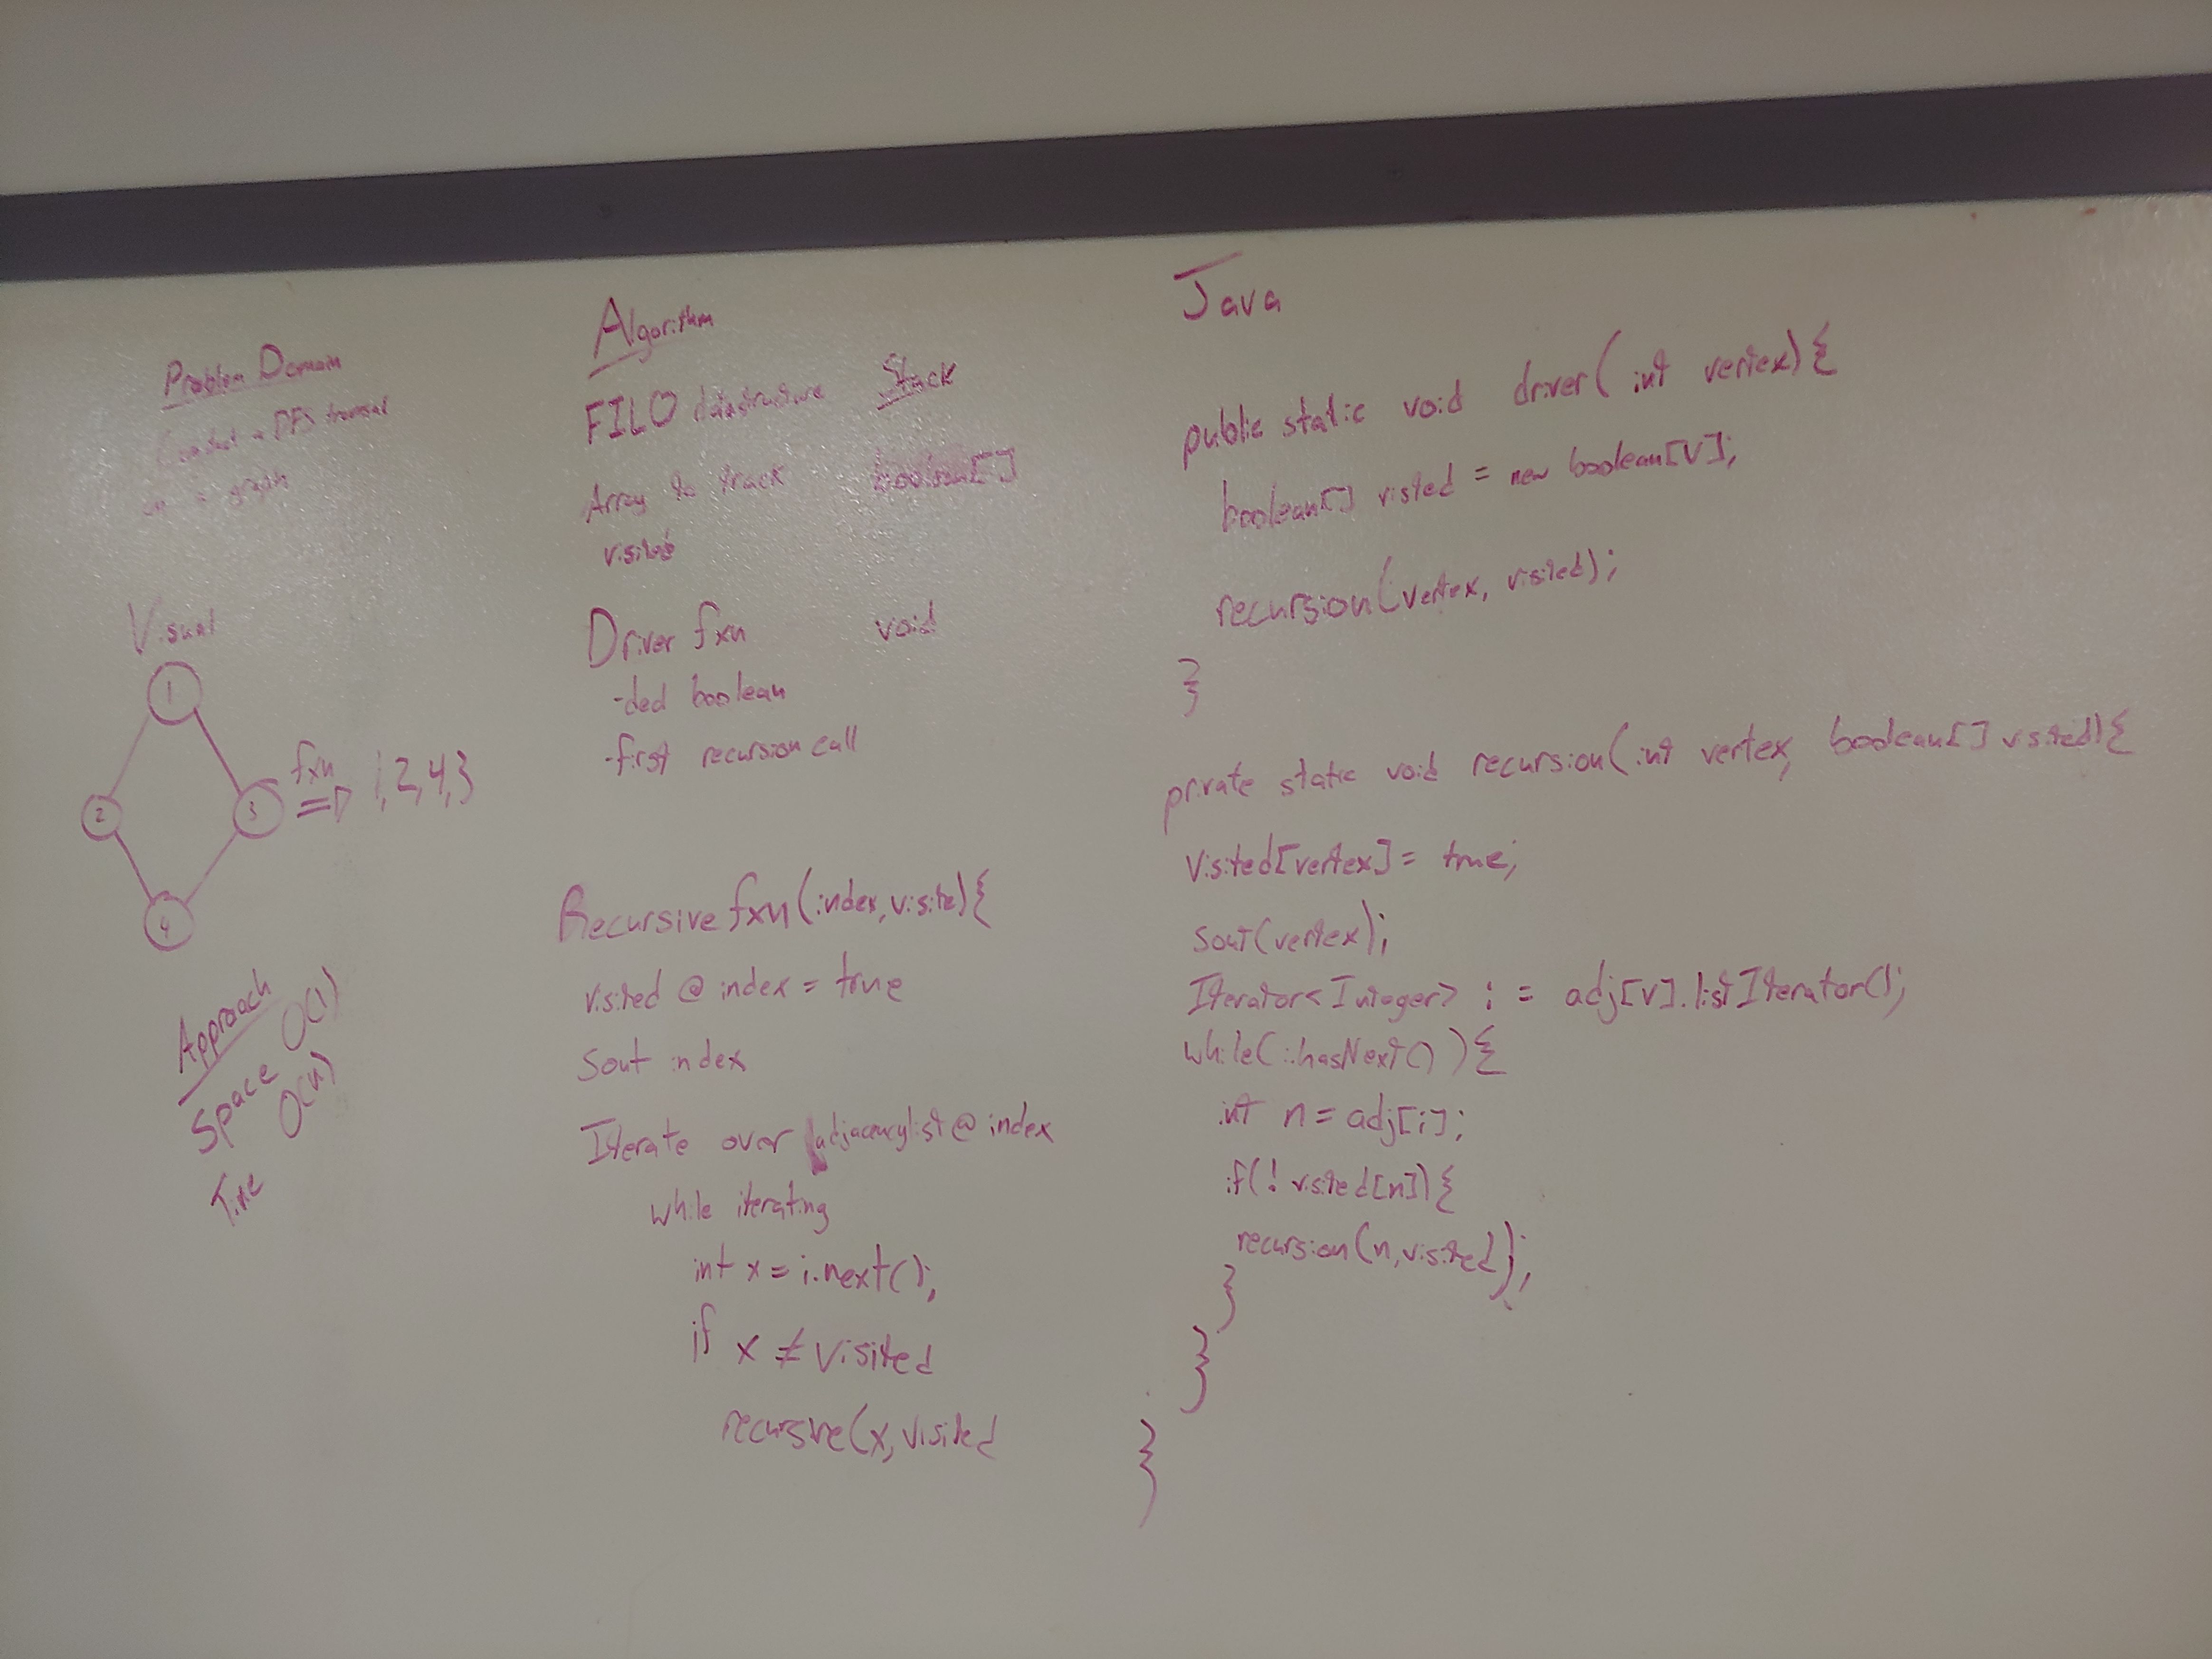 Problem Domain
Conduct a DFS traversal
on a graph
Visual
1
2
3
4
fxn
=> 1,2,4,3
Approach
Space O(1)
Time O(n)
Algorithm
FILO datastructure Stack
Array to track boolean[]
visited
Driver fxn void
-decl boolean
-first recursion call
Recursive fxn(index,visite){
visited @ index = true
Sout index
Iterate over adjacencylist @ index
while iterating
int x = i.next();
if x ≠ visited
recursive(x,visited
Java
public static void driver(int vertex){
boolean[] visted = new boolean[V];
recursion(vertex, visited);
}
private static void recursion(int vertex, boolean[] vsited){
Visited[vertex] = true;
sout(vertex);
Iterator<Integer> i = adj[v].listIterator();
while(i.hasNext()){
int n = adj[i];
if(! visited[n]){
recursion(n,visited);
}
}
}